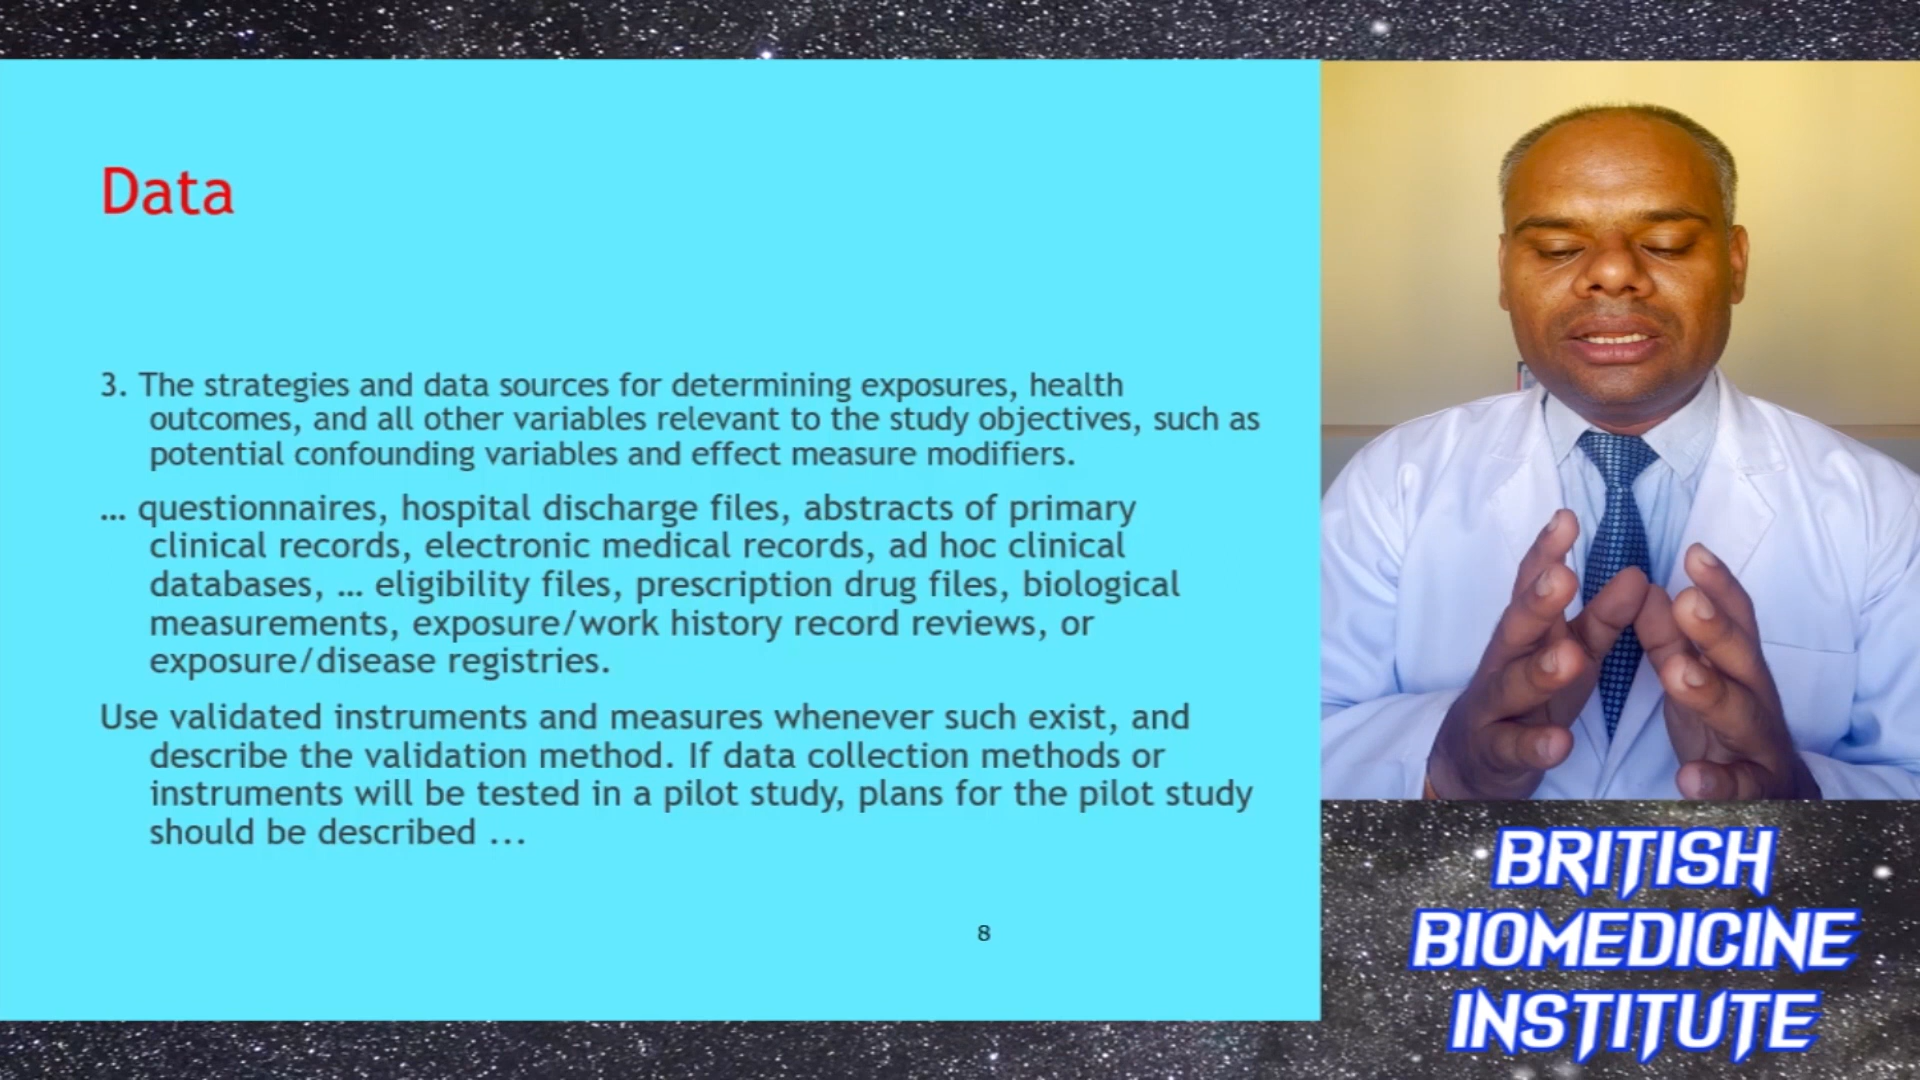 Data
3. The strategies and data sources for determining exposures, health
outcomes, and all other variables relevant to the study objectives, such as
potential confounding variables and effect measure modifiers.
… questionnaires, hospital discharge files, abstracts of primary
clinical records, electronic medical records, ad hoc clinical
databases, … eligibility files, prescription drug files, biological
measurements, exposure/work history record reviews, or
exposure/disease registries.
Use validated instruments and measures whenever such exist, and
describe the validation method. If data collection methods or
instruments will be tested in a pilot study, plans for the pilot study
should be described ...
8
BRITISH
BIOMEDICINE
INSTITUTE